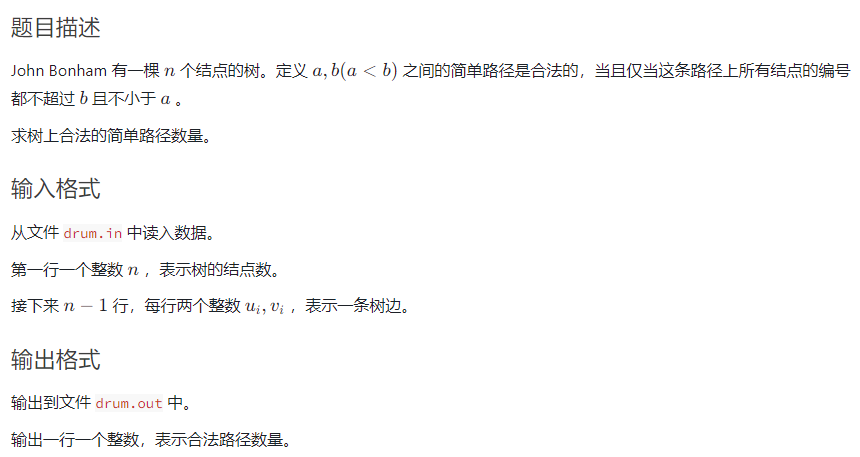 题目描述
John Bonham 有一棵 n 个结点的树。定义 a, b(a < b) 之间的简单路径是合法的，当且仅当这条路径上所有结点的编号
都不超过 b 且不小于 a 。
求树上合法的简单路径数量。
输入格式
从文件 drum.in 中读入数据。
第一行一个整数 n ，表示树的结点数。
接下来 n − 1 行，每行两个整数 u_i, v_i ，表示一条树边。
输出格式
输出到文件 drum.out 中。
输出一行一个整数，表示合法路径数量。